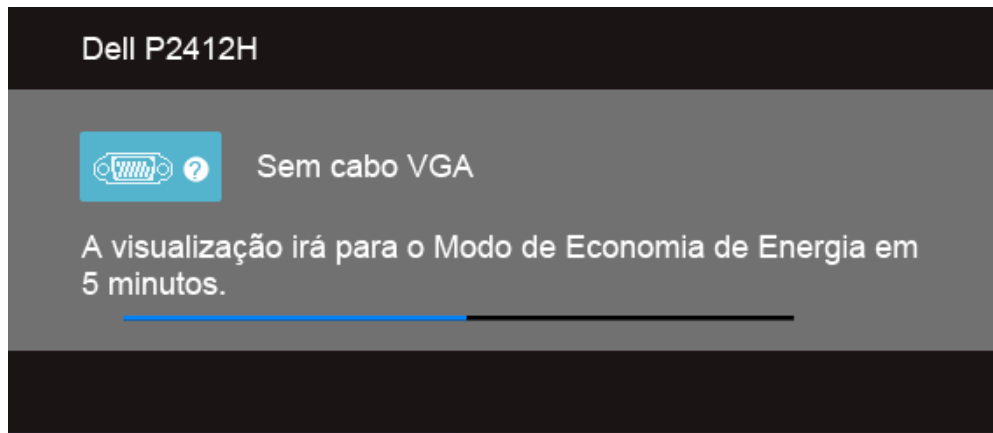 Dell P2412H
Sem cabo VGA
A visualização irá para o Modo de Economia de Energia em
5 minutos.